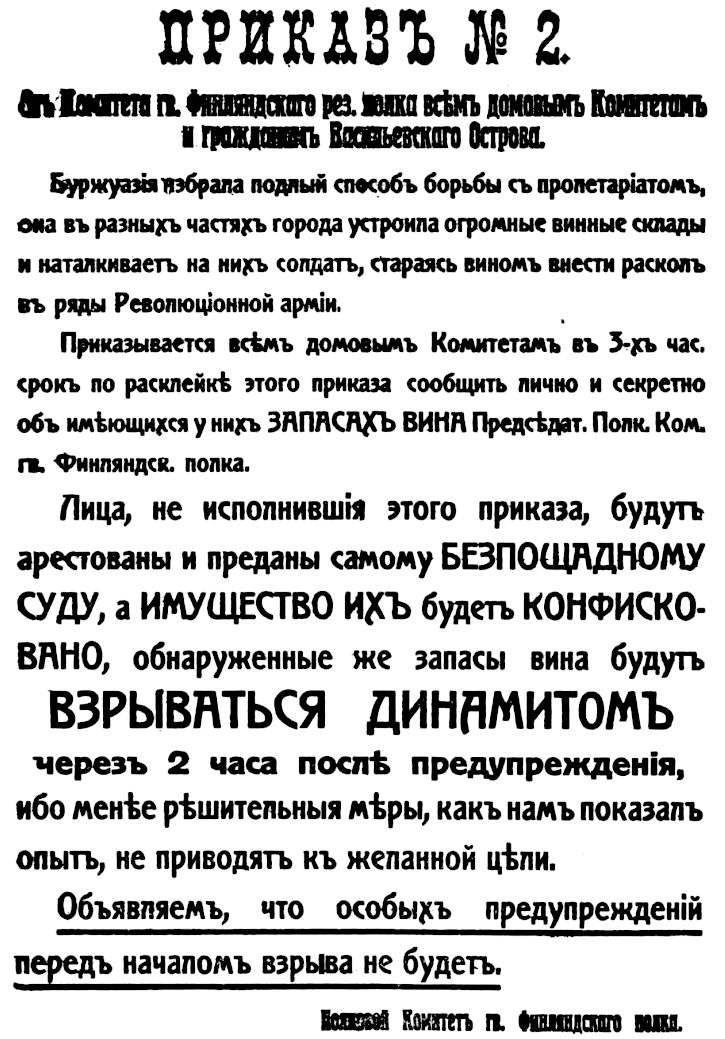 ПРИКАЗЪ № 2.
Отъ Комитета гв. Финляндскаго рез. полка всѣмъ домовымъ Комитетамъ
и гражданамъ Васильевскаго Острова.
Буржуазія избрала подлый способъ борьбы съ пролетаріатомъ,
она въ разныхъ частяхъ города устроила огромные винные склады
и наталкиваетъ на нихъ солдатъ, стараясь виномъ внести расколъ
въ ряды Революціонной арміи.
Приказывается всѣмъ домовымъ Комитетамъ въ 3-хъ час.
срокъ по расклейкѣ этого приказа сообщить лично и секретно
объ имѣющихся у нихъ ЗАПАСАХЪ ВИНА Предсѣдат. Полк. Ком.
гв. Финляндск. полка.
Лица, не исполнившія этого приказа, будутъ
арестованы и преданы самому БЕЗПОЩАДНОМУ
СУДУ, а ИМУЩЕСТВО ИХЪ будетъ КОНФИСКО-
ВАНО, обнаруженные же запасы вина будутъ
ВЗРЫВАТЬСЯ ДИНАМИТОМЪ
черезъ 2 часа послѣ предупрежденія,
ибо менѣе рѣшительныя мѣры, какъ намъ показалъ
опытъ, не приводятъ къ желанной цѣли.
Объявляемъ, что особыхъ предупрежденій
передъ началомъ взрыва не будетъ.
Полковой Комитетъ гв. Финляндскаго полка.